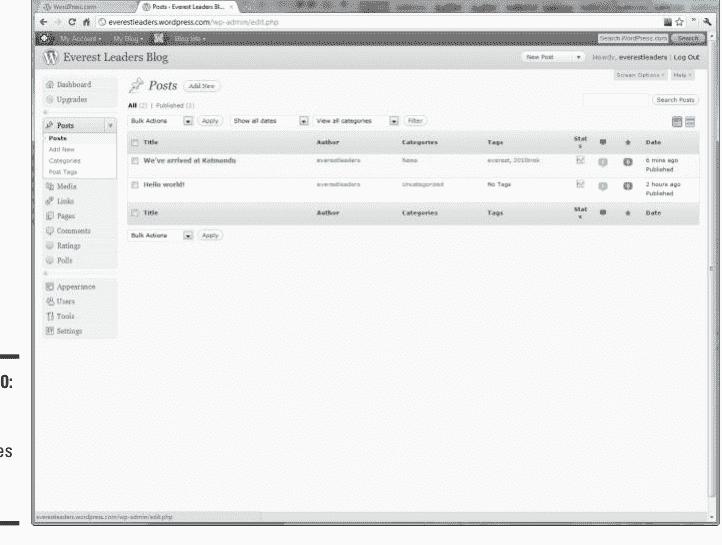 WordPress.com
Posts ‹ Everest Leaders Bl...
everestleaders.wordpress.com/wp-admin/edit.php
My Account
My Blog
Blog Info
Search WordPress.com
Search
Everest Leaders Blog
New Post
Howdy, everestleaders | Log Out
Screen Options
Help
Dashboard
Upgrades
Posts
Posts
Add New
Categories
Post Tags
Media
Links
Pages
Comments
Ratings
Polls
Appearance
Users
Tools
Settings
Posts Add New
All (2) | Published (2)
Search Posts
Bulk Actions Apply Show all dates View all categories Filter
Title Author Categories Tags Stats Date
We've arrived at Katmandu everestleaders News everest, 2010trek 6 mins ago
Published
Hello world! everestleaders Uncategorized No Tags 2 hours ago
Published
Title Author Categories Tags Stats Date
Bulk Actions Apply
everestleaders.wordpress.com/wp-admin/edit.php
0:
es